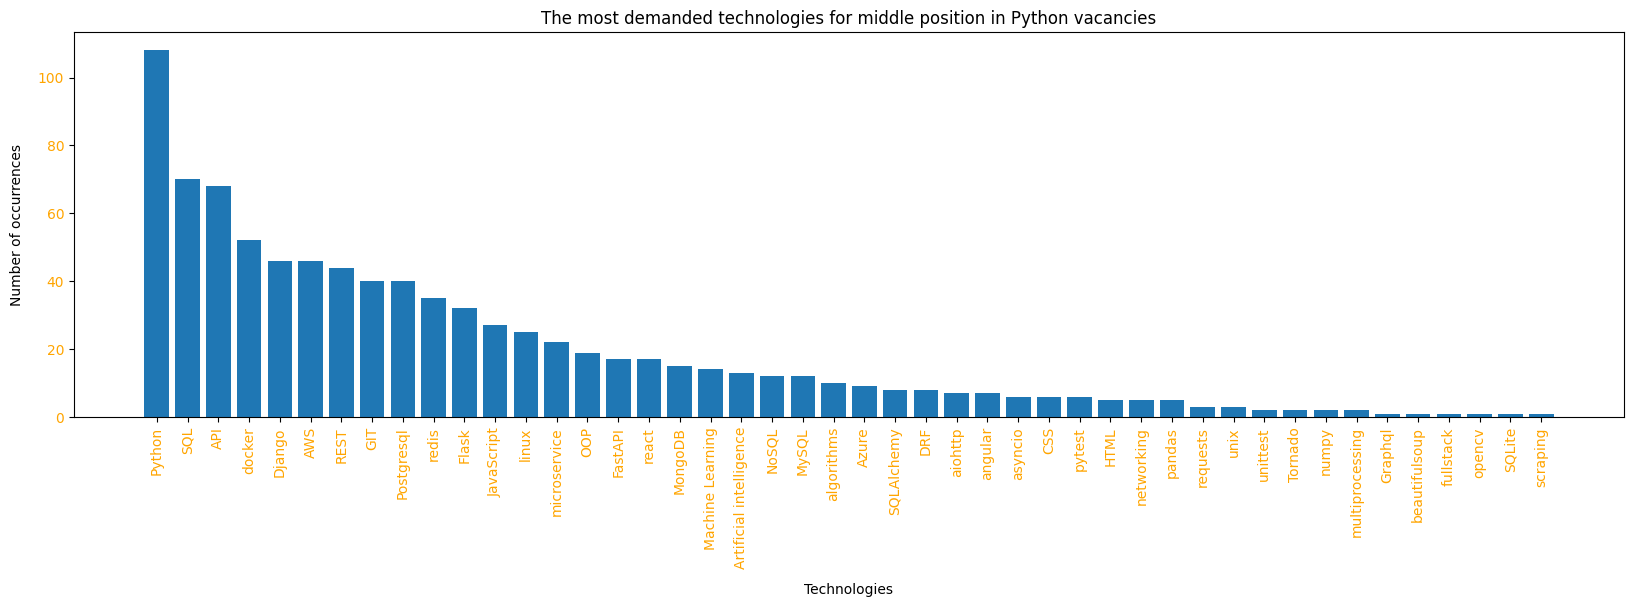 The most demanded technologies for middle position in Python vacancies
Number of occurrences
100
80
60
40
20
0
Python
SQL
API
docker
Django
AWS
REST
GIT
Postgresql
redis
Flask
JavaScript
linux
microservice
OOP
FastAPI
react
MongoDB
Machine Learning
Artificial intelligence
NoSQL
MySQL
algorithms
Azure
SQLAlchemy
DRF
aiohttp
angular
asyncio
CSS
pytest
HTML
networking
pandas
requests
unix
unittest
Tornado
numpy
multiprocessing
Graphql
beautifulsoup
fullstack
opencv
SQLite
scraping
Technologies